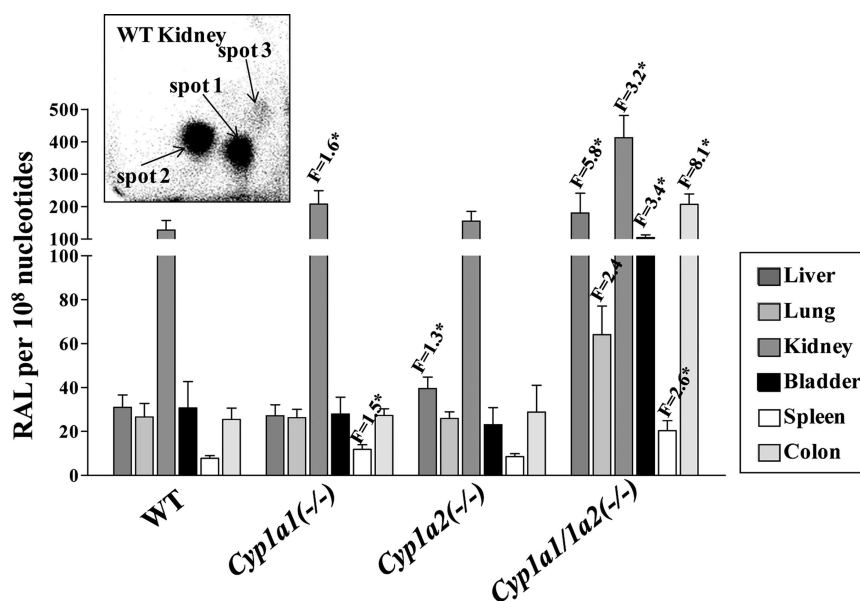 WT Kidney
spot 3
spot 1
spot 2
RAL per 10⁸ nucleotides
500
400
300
200
100
100
80
60
40
20
0
F=1.6*
F=1.5*
F=1.3*
F=5.8*
F=2.4
F=3.2*
F=3.4*
F=2.6*
F=8.1*
WT
Cyp1a1(-/-)
Cyp1a2(-/-)
Cyp1a1/1a2(-/-)
Liver
Lung
Kidney
Bladder
Spleen
Colon